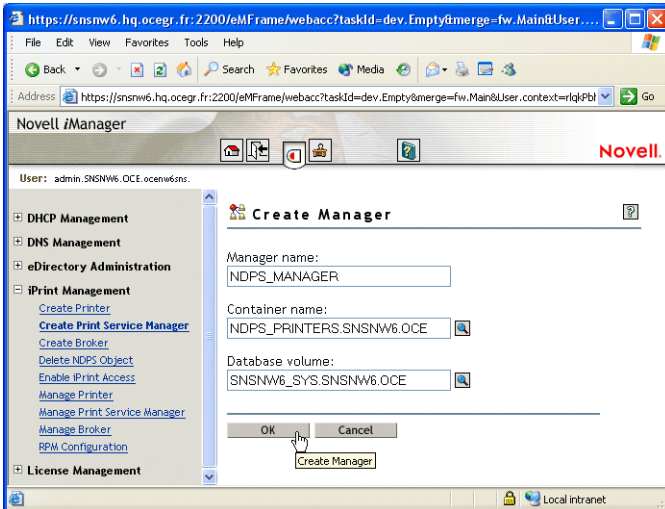 https://snsnw6.hq.ocegr.fr:2200/eMFrame/webacc?taskId=dev.Empty&merge=fw.Main&User....
File Edit View Favorites Tools Help
Back Search Favorites Media
Address https://snsnw6.hq.ocegr.fr:2200/eMFrame/webacc?taskId=dev.Empty&merge=fw.Main&User.context=rlqkPbl Go
Novell iManager
Novell.
User: admin.SNSNW6.OCE.ocenw6sns.
DHCP Management
DNS Management
eDirectory Administration
iPrint Management
Create Printer
Create Print Service Manager
Create Broker
Delete NDPS Object
Enable iPrint Access
Manage Printer
Manage Print Service Manager
Manage Broker
RPM Configuration
License Management
Create Manager
Manager name:
NDPS_MANAGER
Container name:
NDPS_PRINTERS.SNSNW6.OCE
Database volume:
SNSNW6_SYS.SNSNW6.OCE
OK Cancel
Create Manager
Local intranet